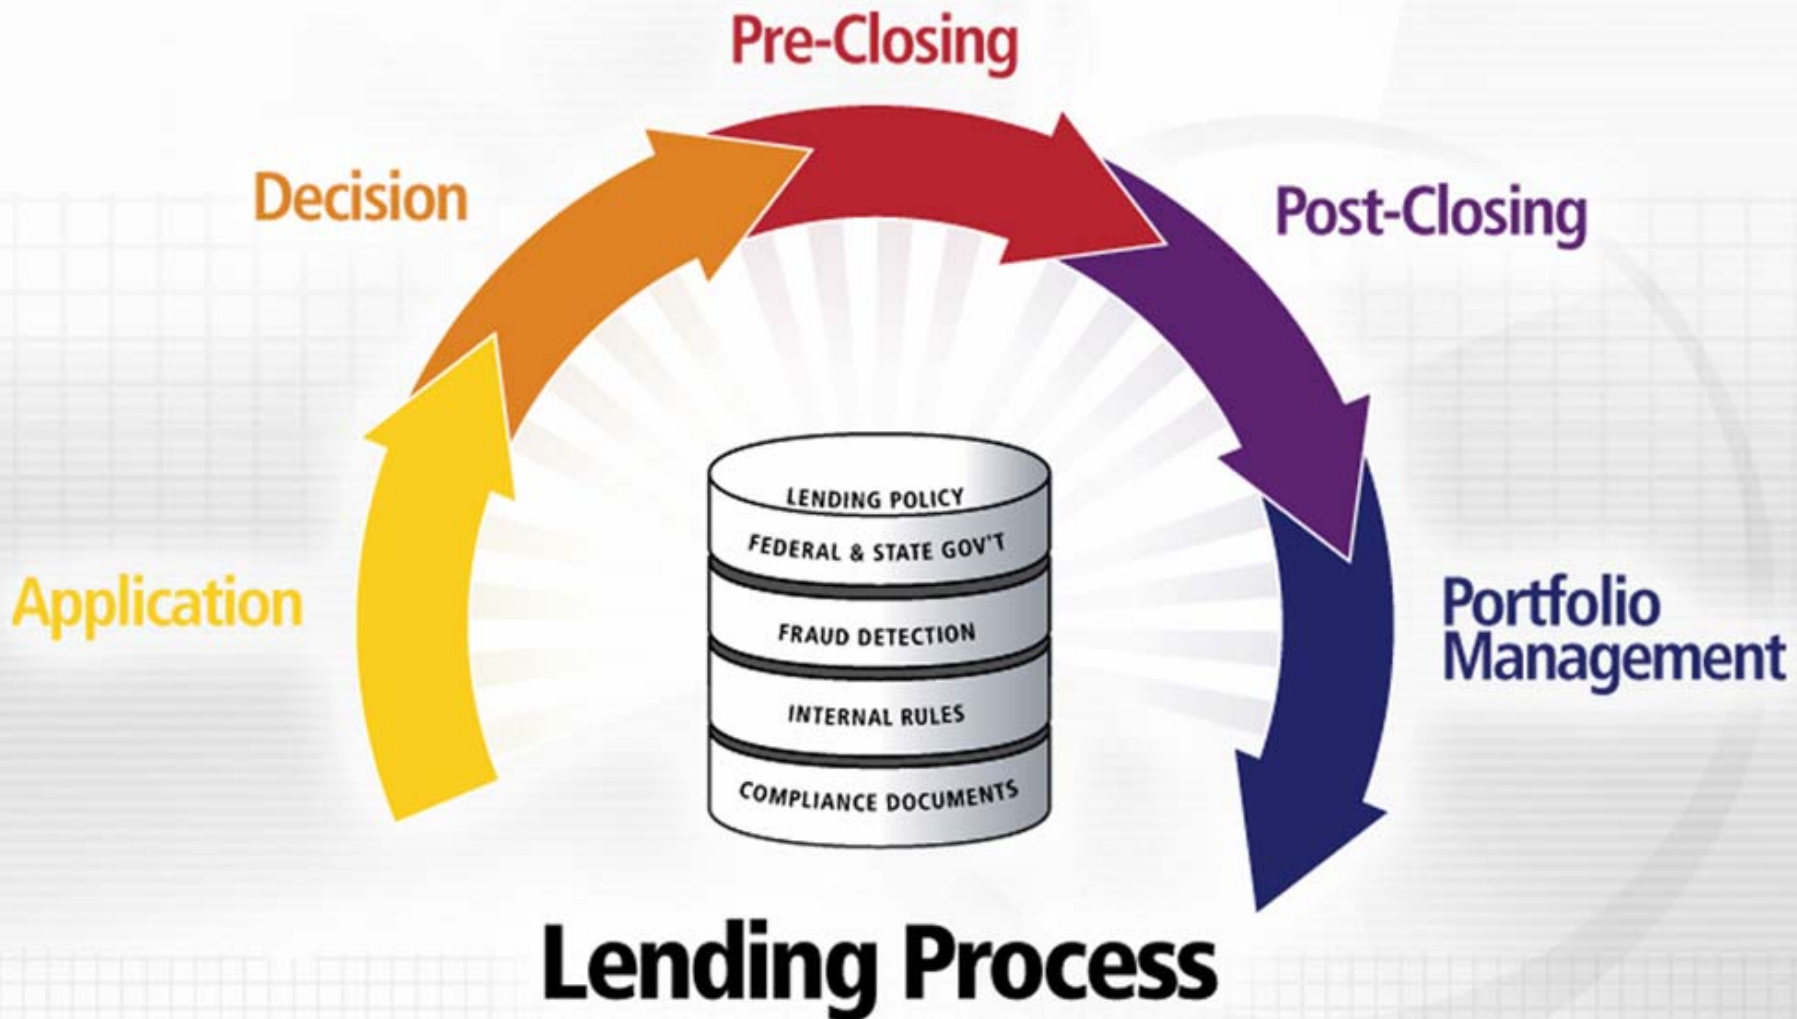 Pre-Closing
Decision
Post-Closing
Application
Portfolio
Management
LENDING POLICY
FEDERAL & STATE GOV'T
FRAUD DETECTION
INTERNAL RULES
COMPLIANCE DOCUMENTS
Lending Process